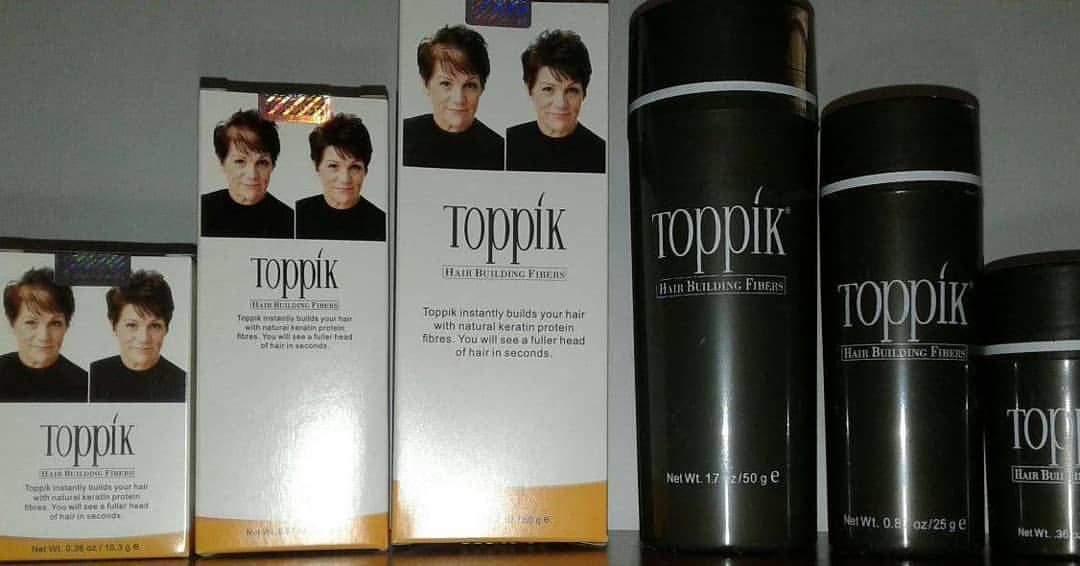 Toppik
HAIR BUILDING FIBERS
Toppik instantly builds your hair
with natural keratin protein
fibres. You will see a fuller head
of hair in seconds.
Net Wt. 0.36 oz / 10.3 g e
Toppik
HAIR BUILDING FIBERS
Toppik instantly builds your hair
with natural keratin protein
fibres. You will see a fuller head
of hair in seconds.
Net Wt.
Toppik
HAIR BUILDING FIBERS
Toppik instantly builds your hair
with natural keratin protein
fibres. You will see a fuller head
of hair in seconds.
g e
Toppik®
HAIR BUILDING FIBERS
Net Wt. 1.7 /50 g e
Toppik
HAIR BUILDING FIBERS
Net Wt. 0.8 oz/25 g e
Topp
HAIR BUIL
Net Wt. .36 oz